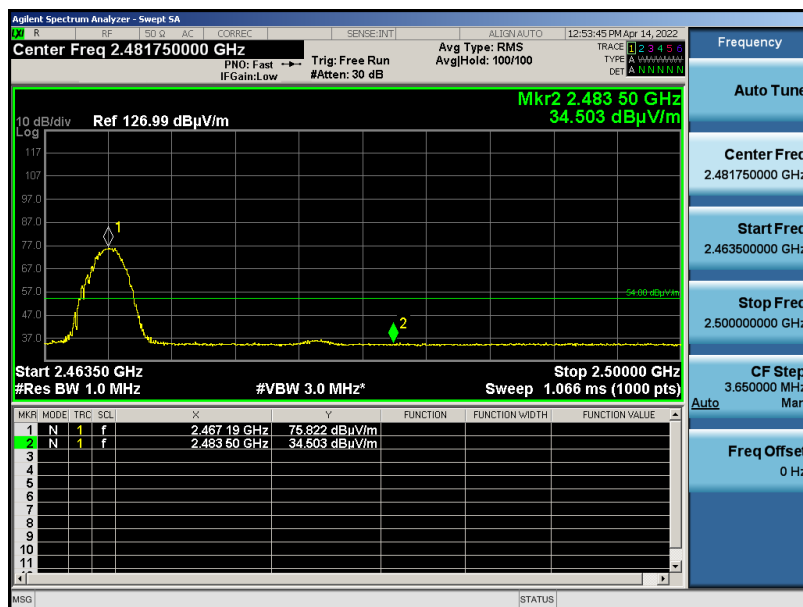 Agilent Spectrum Analyzer - Swept SA
LXI R RF 50 Ω AC CORREC SENSE:INT ALIGN AUTO 12:53:45 PM Apr 14, 2022
Center Freq 2.481750000 GHz
PNO: Fast
IFGain:Low
Trig: Free Run
#Atten: 30 dB
Avg Type: RMS
Avg|Hold: 100/100
TRACE 1 2 3 4 5 6
TYPE A W W W W W
DET A N N N N N
Mkr2 2.483 50 GHz
34.503 dBµV/m
10 dB/div Ref 126.99 dBµV/m
Log
117
107
97.0
87.0
77.0
67.0
57.0
47.0
37.0
1
2
54.00 dBµV/m
Start 2.46350 GHz Stop 2.50000 GHz
#Res BW 1.0 MHz #VBW 3.0 MHz* Sweep 1.066 ms (1000 pts)
MKR MODE TRC SCL X Y FUNCTION FUNCTION WIDTH FUNCTION VALUE
1 N 1 f 2.467 19 GHz 75.822 dBµV/m
2 N 1 f 2.483 50 GHz 34.503 dBµV/m
3
4
5
6
7
8
9
10
11
MSG STATUS
Frequency
Auto Tune
Center Freq
2.481750000 GHz
Start Freq
2.463500000 GHz
Stop Freq
2.500000000 GHz
CF Step
3.650000 MHz
Auto Man
Freq Offset
0 Hz